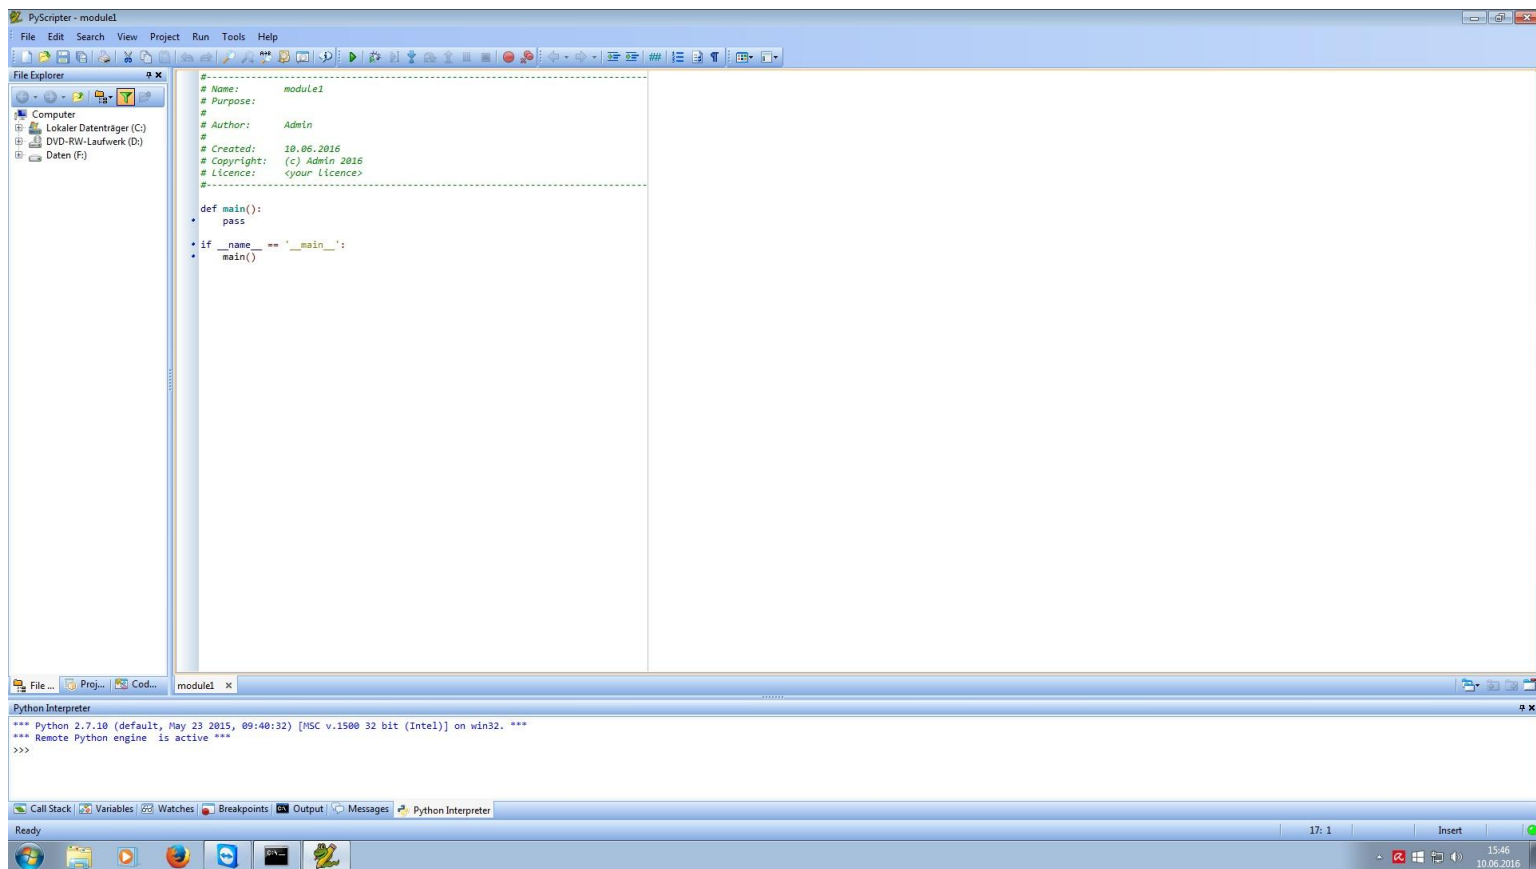 PyScripter - module1
File Edit Search View Project Run Tools Help
File Explorer
Computer
Lokaler Datenträger (C:)
DVD-RW-Laufwerk (D:)
Daten (F:)
#-------------------------------------------------------------------------------
# Name:        module1
# Purpose:
#
# Author:      Admin
#
# Created:     10.06.2016
# Copyright:   (c) Admin 2016
# Licence:     <your licence>
#-------------------------------------------------------------------------------
def main():
    pass
if __name__ == '__main__':
    main()
File ... Proj... Cod...
module1
Python Interpreter
*** Python 2.7.10 (default, May 23 2015, 09:40:32) [MSC v.1500 32 bit (Intel)] on win32. ***
*** Remote Python engine  is active ***
>>>
Call Stack Variables Watches Breakpoints Output Messages Python Interpreter
Ready 17: 1 Insert
15:46
10.06.2016